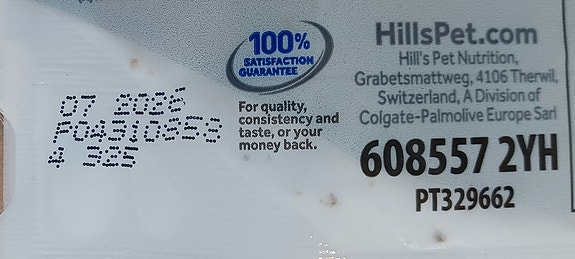 07 2026
P0A310858
4 325
100%
SATISFACTION
GUARANTEE
For quality,
consistency and
taste, or your
money back.
HillsPet.com
Hill's Pet Nutrition,
Grabetsmattweg, 4106 Therwil,
Switzerland, A Division of
Colgate-Palmolive Europe Sarl
608557 2YH
PT329662